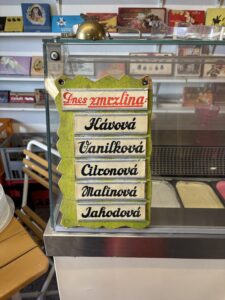 Dnes zmrzlina
Kávová
Vanilková
Citronová
Malinová
Jahodová